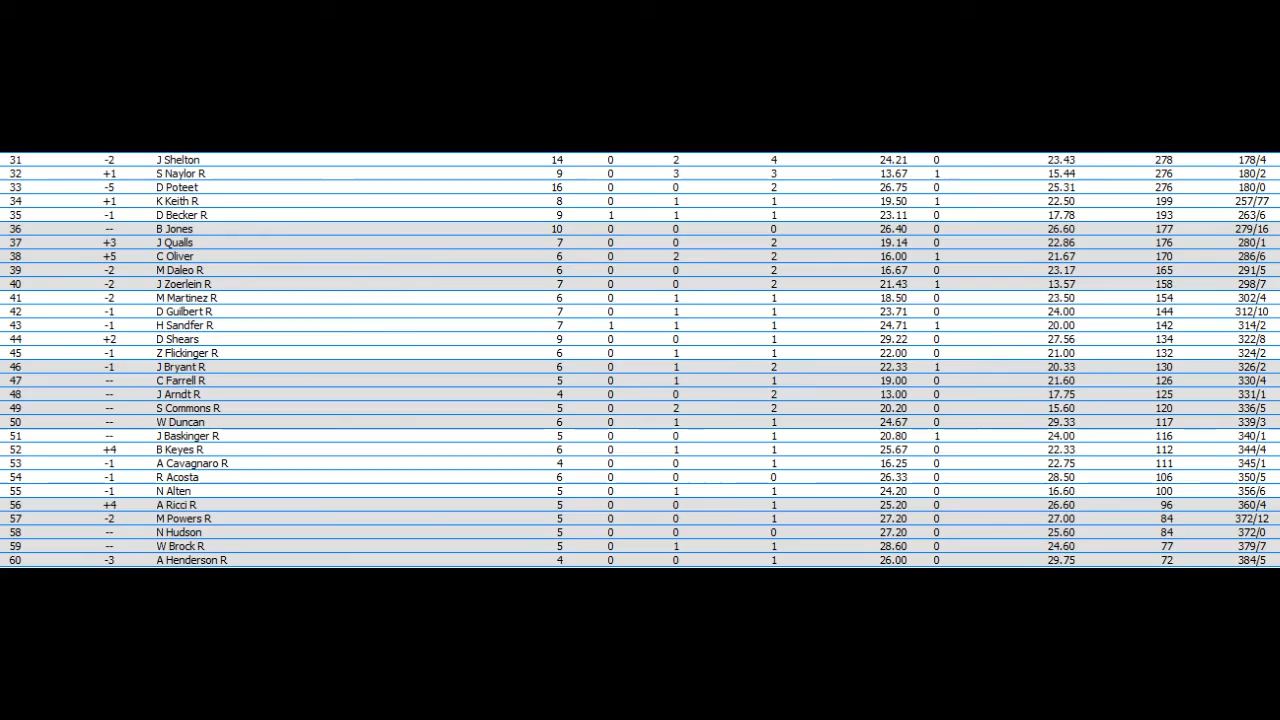 31 -2 J Shelton 14 0 2 4 24.21 0 23.43 278 178/4
32 +1 S Naylor R 9 0 3 3 13.67 1 15.44 276 180/2
33 -5 D Poteet 16 0 0 2 26.75 0 25.31 276 180/0
34 +1 K Keith R 8 0 1 1 19.50 1 22.50 199 257/77
35 -1 D Becker R 9 1 1 1 23.11 0 17.78 193 263/6
36 -- B Jones 10 0 0 0 26.40 0 26.60 177 279/16
37 +3 J Qualls 7 0 0 2 19.14 0 22.86 176 280/1
38 +5 C Oliver 6 0 2 2 16.00 1 21.67 170 286/6
39 -2 M Daleo R 6 0 0 2 16.67 0 23.17 165 291/5
40 -2 J Zoerlein R 7 0 0 2 21.43 1 13.57 158 298/7
41 -2 M Martinez R 6 0 1 1 18.50 0 23.50 154 302/4
42 -1 D Guilbert R 7 0 1 1 23.71 0 24.00 144 312/10
43 -1 H Sandfer R 7 1 1 1 24.71 1 20.00 142 314/2
44 +2 D Shears 9 0 0 1 29.22 0 27.56 134 322/8
45 -1 Z Flickinger R 6 0 1 1 22.00 0 21.00 132 324/2
46 -1 J Bryant R 6 0 1 2 22.33 1 20.33 130 326/2
47 -- C Farrell R 5 0 1 1 19.00 0 21.60 126 330/4
48 -- J Arndt R 4 0 0 2 13.00 0 17.75 125 331/1
49 -- S Commons R 5 0 2 2 20.20 0 15.60 120 336/5
50 -- W Duncan 6 0 1 1 24.67 0 29.33 117 339/3
51 -- J Baskinger R 5 0 0 1 20.80 1 24.00 116 340/1
52 +4 B Keyes R 6 0 1 1 25.67 0 22.33 112 344/4
53 -1 A Cavagnaro R 4 0 0 1 16.25 0 22.75 111 345/1
54 -1 R Acosta 6 0 0 0 26.33 0 28.50 106 350/5
55 -1 N Alten 5 0 1 1 24.20 0 16.60 100 356/6
56 +4 A Ricci R 5 0 0 1 25.20 0 26.60 96 360/4
57 -2 M Powers R 5 0 0 1 27.20 0 27.00 84 372/12
58 -- N Hudson 5 0 0 0 27.20 0 25.60 84 372/0
59 -- W Brock R 5 0 1 1 28.60 0 24.60 77 379/7
60 -3 A Henderson R 4 0 0 1 26.00 0 29.75 72 384/5